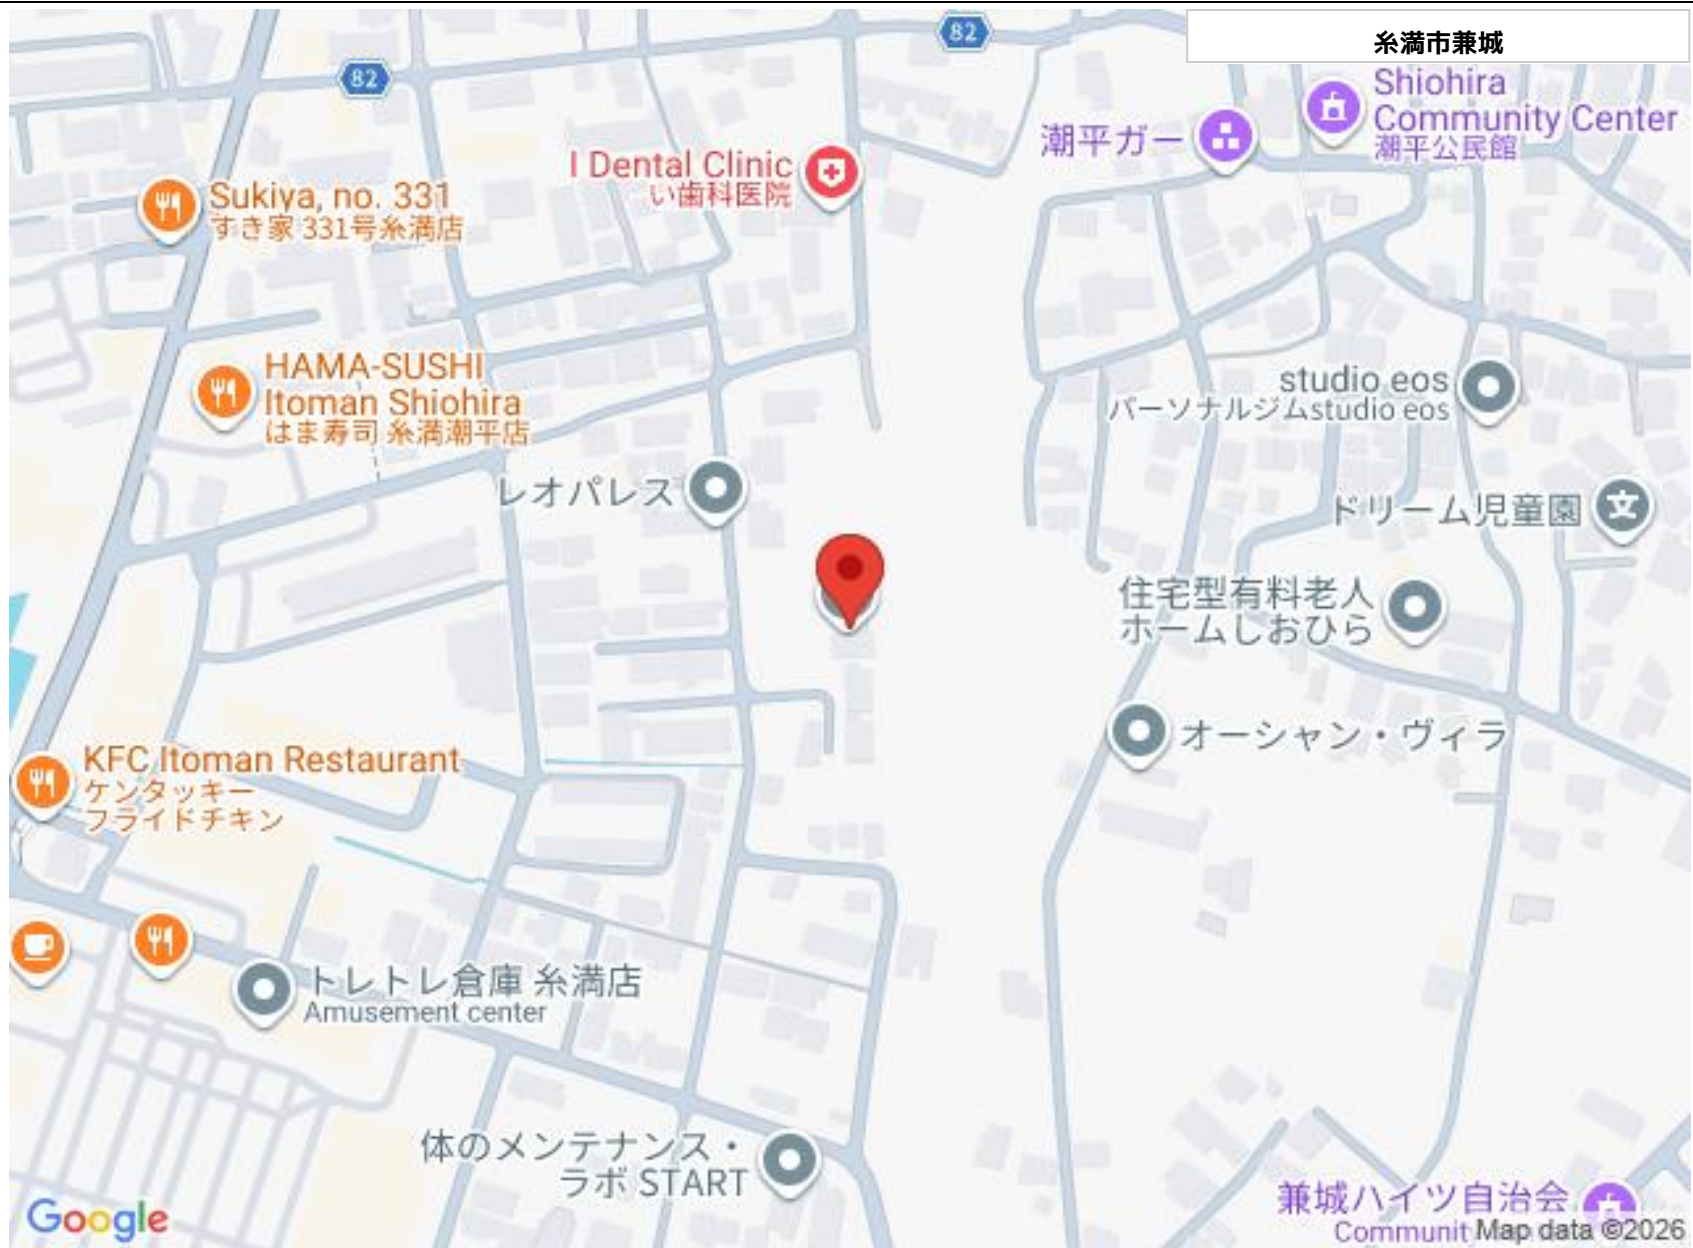 糸満市兼城
82
82
Shiohira
Community Center
潮平公民館
潮平ガー
I Dental Clinic
い歯科医院
Sukiya, no. 331
すき家 331号糸満店
HAMA-SUSHI
Itoman Shiohira
はま寿司 糸満潮平店
studio eos
パーソナルジムstudio eos
レオパレス
ドリーム児童園
住宅型有料老人
ホームしおひら
オーシャン・ヴィラ
KFC Itoman Restaurant
ケンタッキー
フライドチキン
トレトレ倉庫 糸満店
Amusement center
体のメンテナンス・
ラボ START
兼城ハイツ自治会
Communit
Google
Map data ©2026